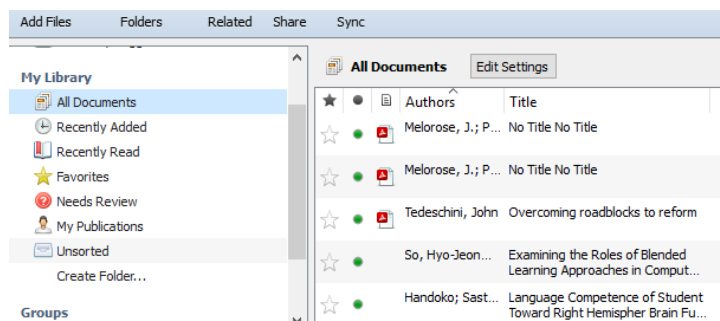 Add Files Folders Related Share Sync
My Library
All Documents
Recently Added
Recently Read
Favorites
Needs Review
My Publications
Unsorted
Create Folder...
Groups
All Documents Edit Settings
Authors Title
Melorose, J.; P... No Title No Title
Melorose, J.; P... No Title No Title
Tedeschini, John Overcoming roadblocks to reform
So, Hyo-Jeon... Examining the Roles of Blended
Learning Approaches in Comput...
Handoko; Sast... Language Competence of Student
Toward Right Hemispher Brain Fu...